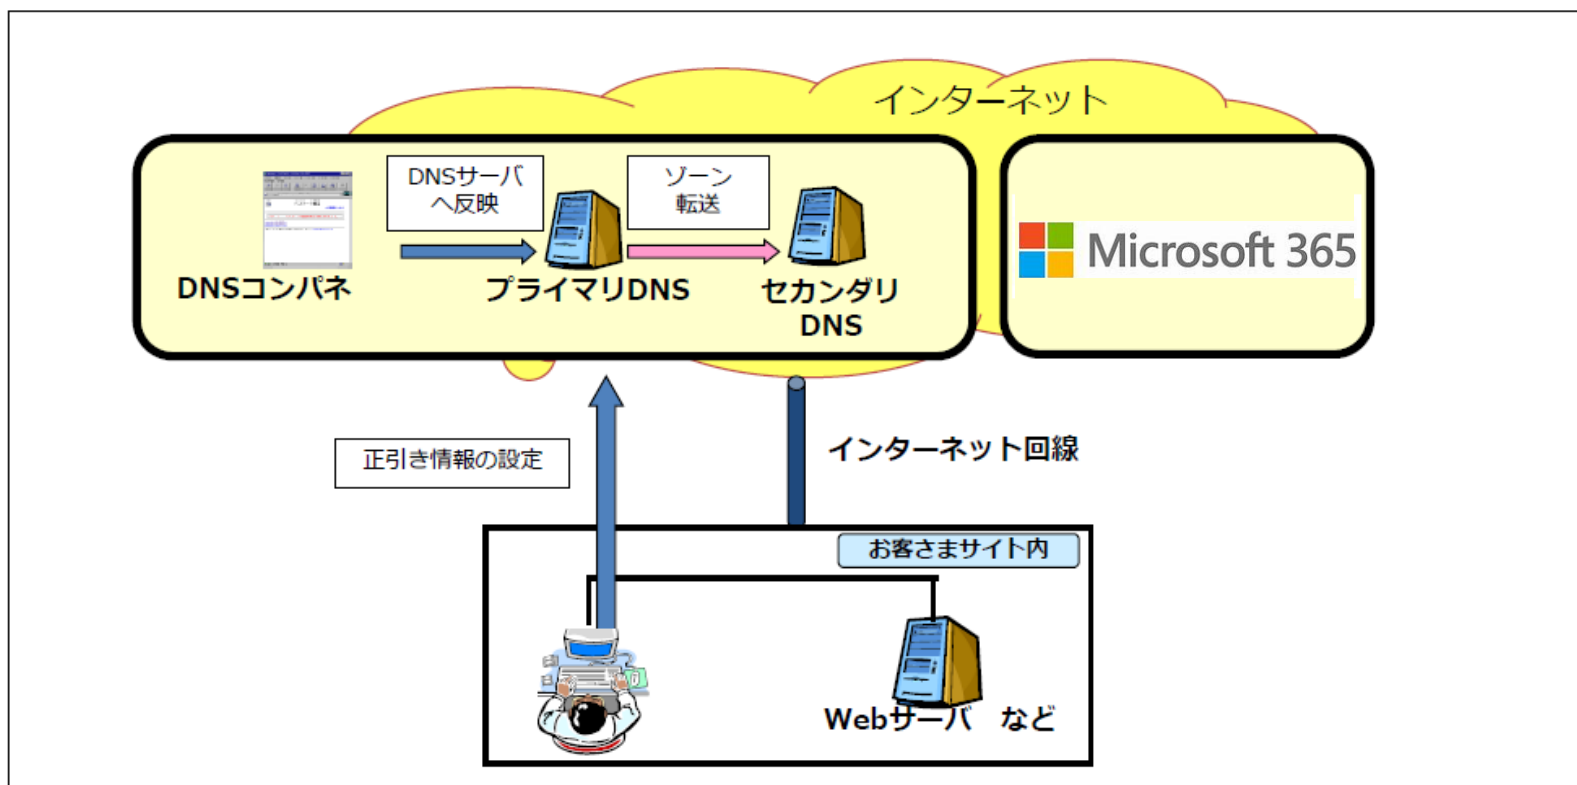 インターネット
DNSサーバ
へ反映
ゾーン
転送
DNSコンパネ
プライマリDNS
セカンダリ
DNS
Microsoft 365
正引き情報の設定
インターネット回線
お客さまサイト内
Webサーバ　など